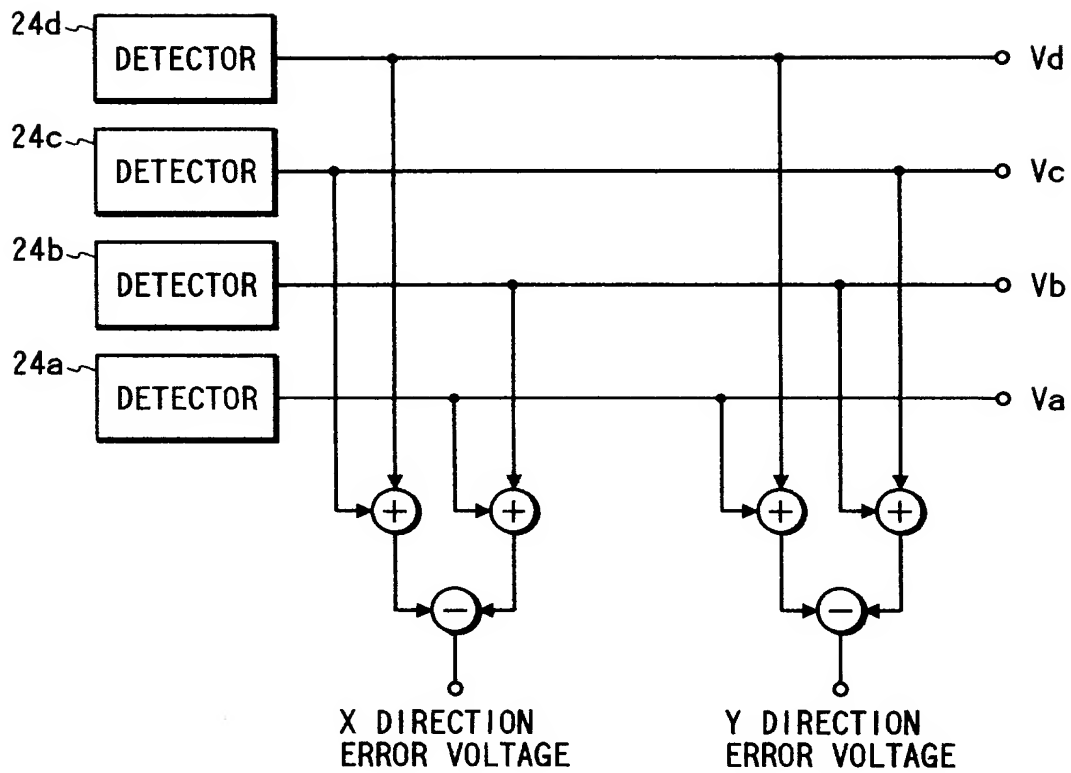 24d
DETECTOR
Vd
24c
DETECTOR
Vc
24b
DETECTOR
Vb
24a
DETECTOR
Va
+
+
+
+
−
−
X DIRECTION
ERROR VOLTAGE
Y DIRECTION
ERROR VOLTAGE